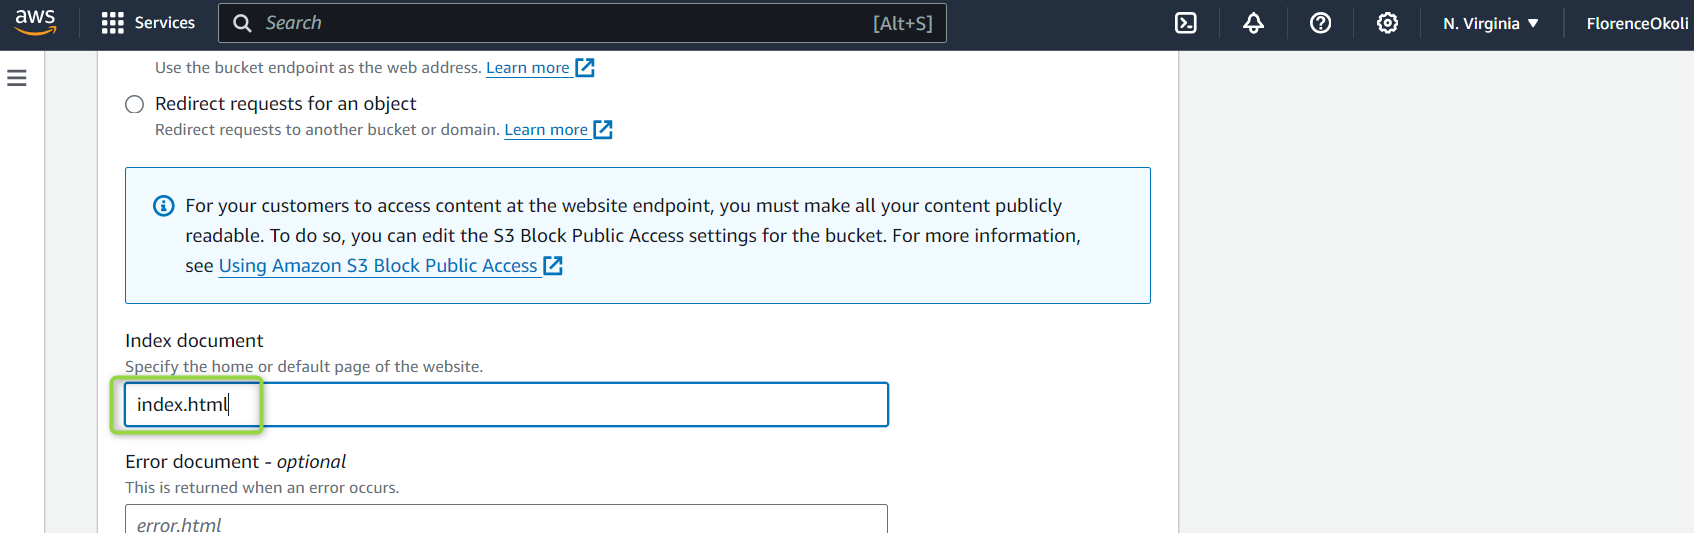 aws
Services
Search
[Alt+S]
N. Virginia
FlorenceOkoli
Use the bucket endpoint as the web address. Learn more
Redirect requests for an object
Redirect requests to another bucket or domain. Learn more
For your customers to access content at the website endpoint, you must make all your content publicly
readable. To do so, you can edit the S3 Block Public Access settings for the bucket. For more information,
see Using Amazon S3 Block Public Access
Index document
Specify the home or default page of the website.
index.html
Error document - optional
This is returned when an error occurs.
error.html